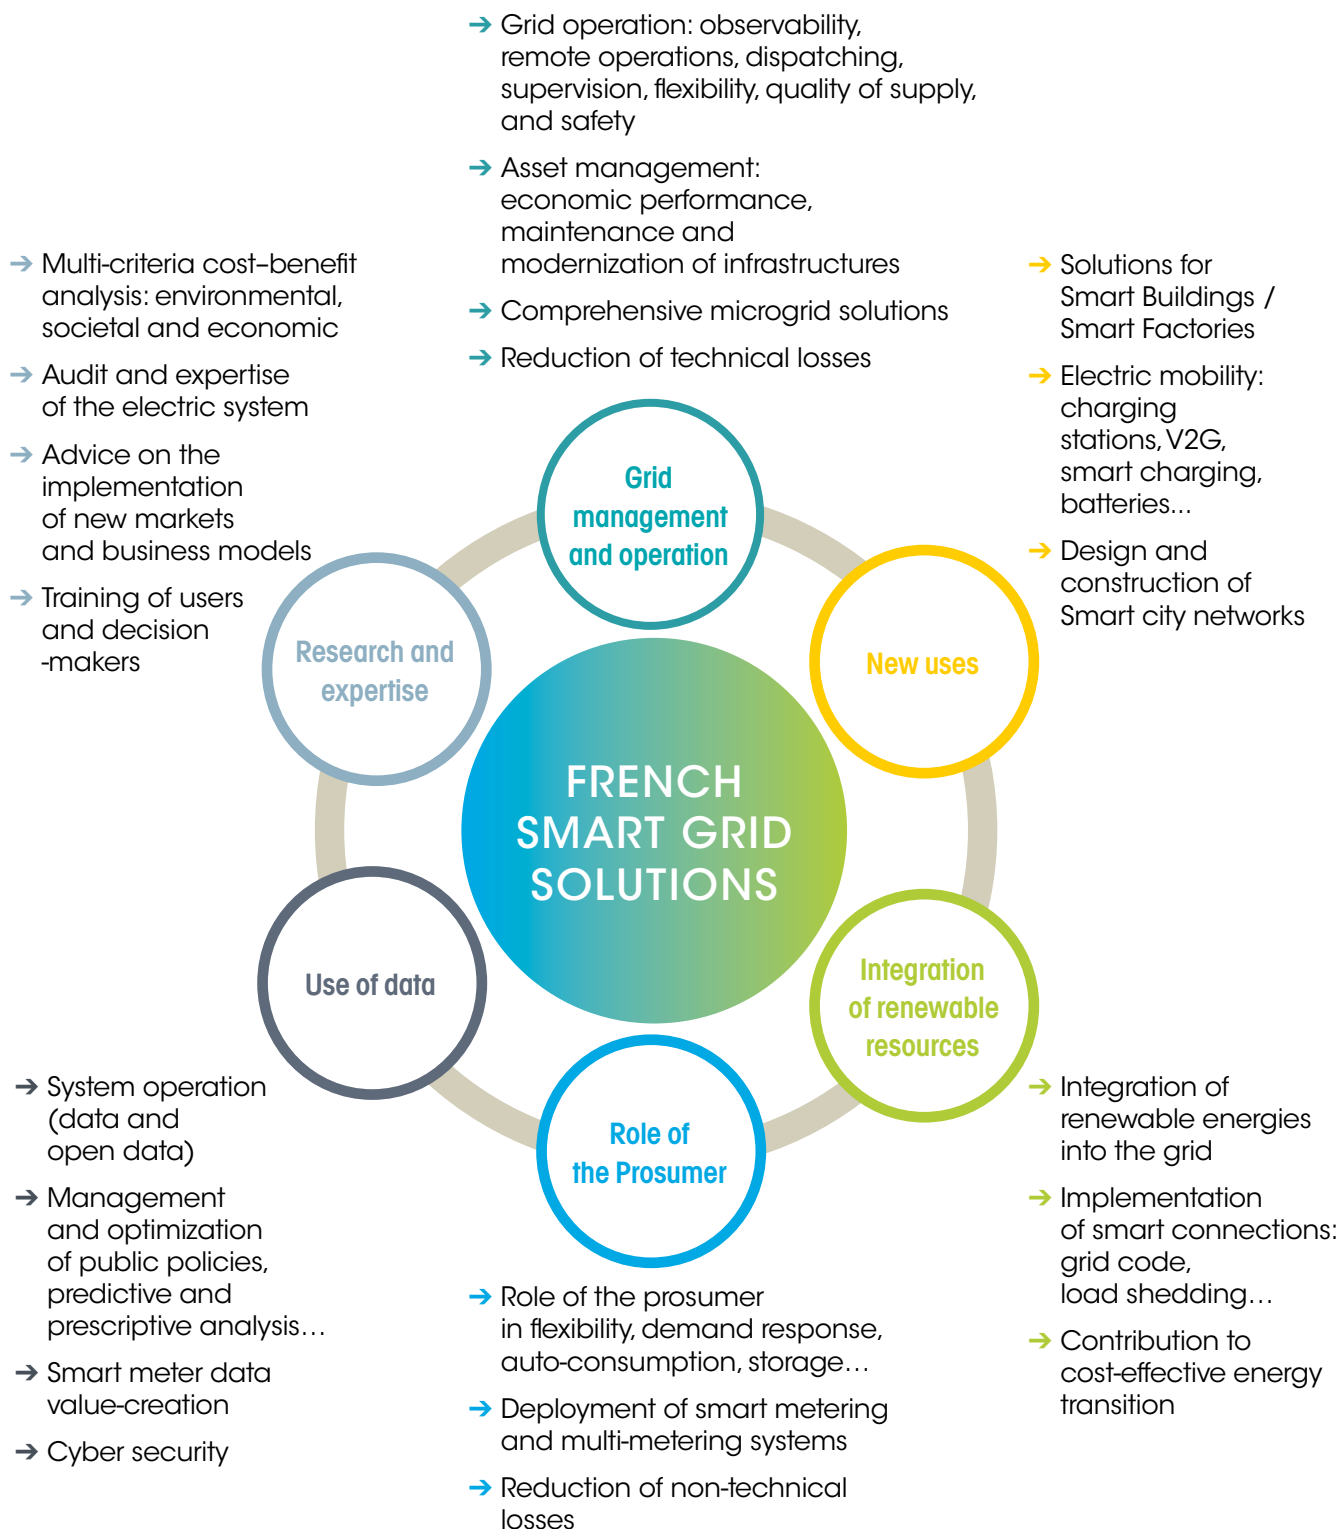 → Grid operation: observability,
remote operations, dispatching,
supervision, flexibility, quality of supply,
and safety
→ Asset management:
economic performance,
maintenance and
modernization of infrastructures
→ Comprehensive microgrid solutions
→ Reduction of technical losses
→ Multi-criteria cost–benefit
analysis: environmental,
societal and economic
→ Audit and expertise
of the electric system
→ Advice on the
implementation
of new markets
and business models
→ Training of users
and decision
-makers
→ Solutions for
Smart Buildings /
Smart Factories
→ Electric mobility:
charging
stations, V2G,
smart charging,
batteries...
→ Design and
construction of
Smart city networks
Grid
management
and operation
Research and
expertise
New uses
FRENCH
SMART GRID
SOLUTIONS
Use of data
Integration
of renewable
resources
Role of
the Prosumer
→ System operation
(data and
open data)
→ Management
and optimization
of public policies,
predictive and
prescriptive analysis…
→ Smart meter data
value-creation
→ Cyber security
→ Role of the prosumer
in flexibility, demand response,
auto-consumption, storage…
→ Deployment of smart metering
and multi-metering systems
→ Reduction of non-technical
losses
→ Integration of
renewable energies
into the grid
→ Implementation
of smart connections:
grid code,
load shedding…
→ Contribution to
cost-effective energy
transition